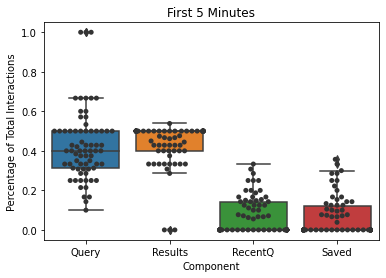 First 5 Minutes
Percentage of Total Interactions
1.0
0.8
0.6
0.4
0.2
0.0
Query
Results
RecentQ
Saved
Component